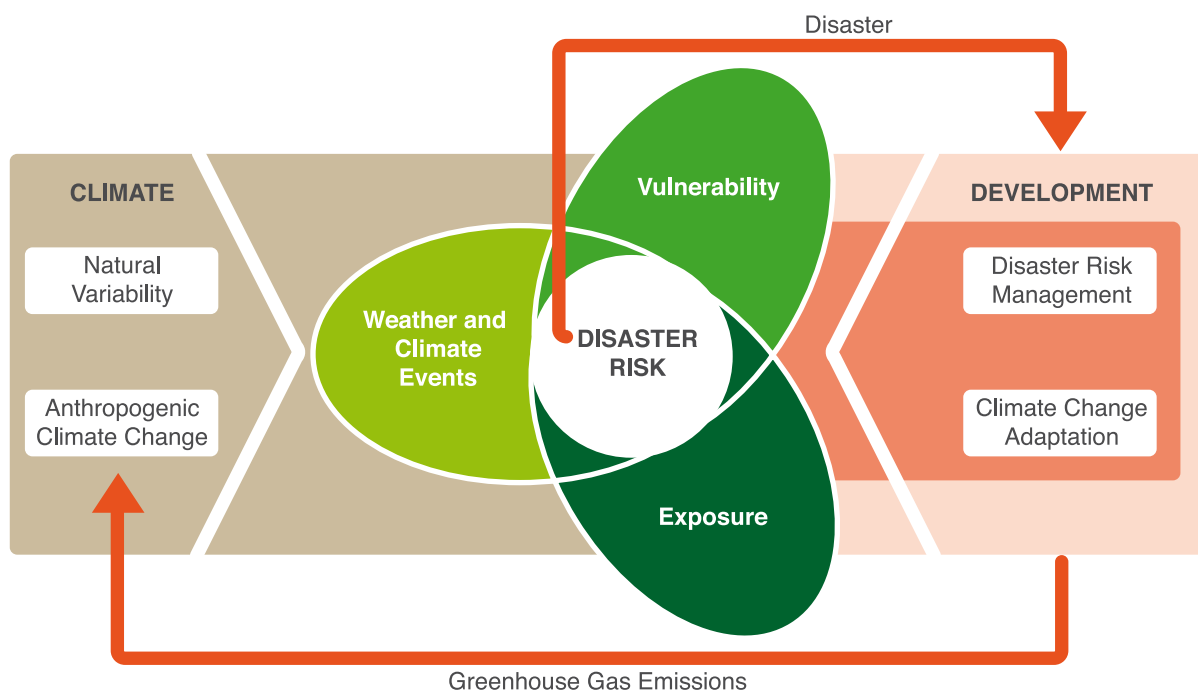 Disaster
CLIMATE
Natural
Variability
Anthropogenic
Climate Change
Weather and
Climate
Events
Vulnerability
DISASTER
RISK
Exposure
DEVELOPMENT
Disaster Risk
Management
Climate Change
Adaptation
Greenhouse Gas Emissions